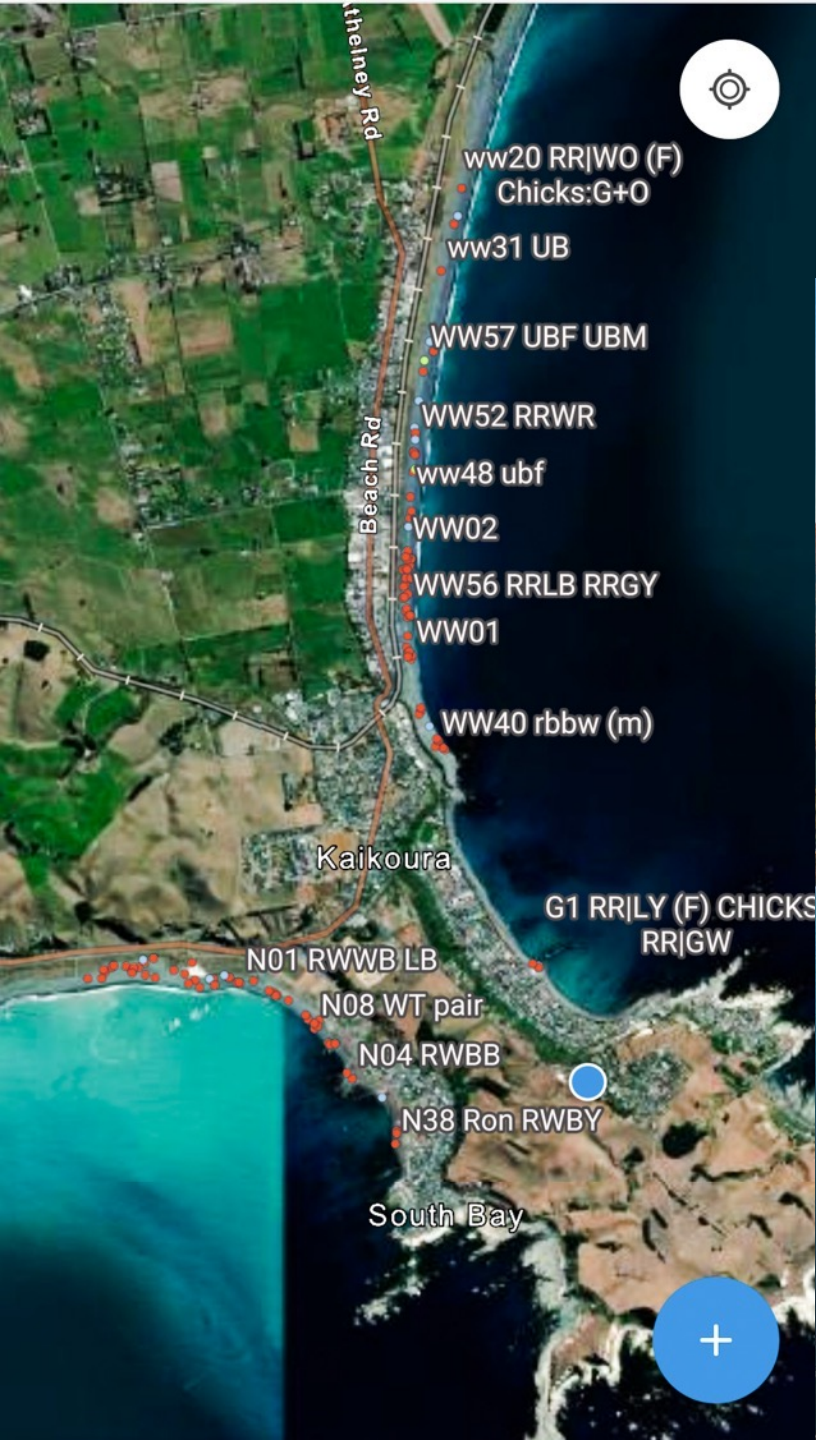 athelney Rd
ww20 RR|WO (F)
Chicks:G+O
ww31 UB
WW57 UBF UBM
WW52 RRWR
Beach Rd
ww48 ubf
WW02
WW56 RRLB RRGY
WW01
WW40 rbbw (m)
Kaikoura
G1 RR|LY (F) CHICKS
RR|GW
N01 RWWB LB
N08 WT pair
N04 RWBB
N38 Ron RWBY
South Bay
+